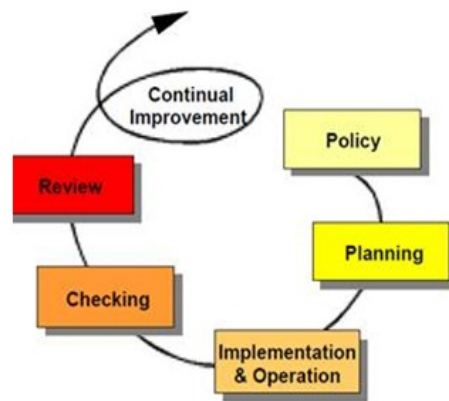 Continual
Improvement
Policy
Review
Planning
Checking
Implementation
& Operation